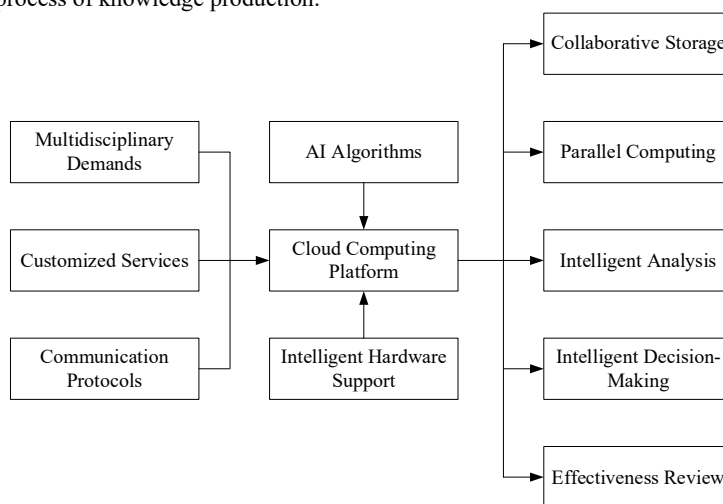 process of knowledge production.
Collaborative Storage
Multidisciplinary
Demands
AI Algorithms
Parallel Computing
Customized Services
Cloud Computing
Platform
Intelligent Analysis
Communication
Protocols
Intelligent Hardware
Support
Intelligent Decision-
Making
Effectiveness Review